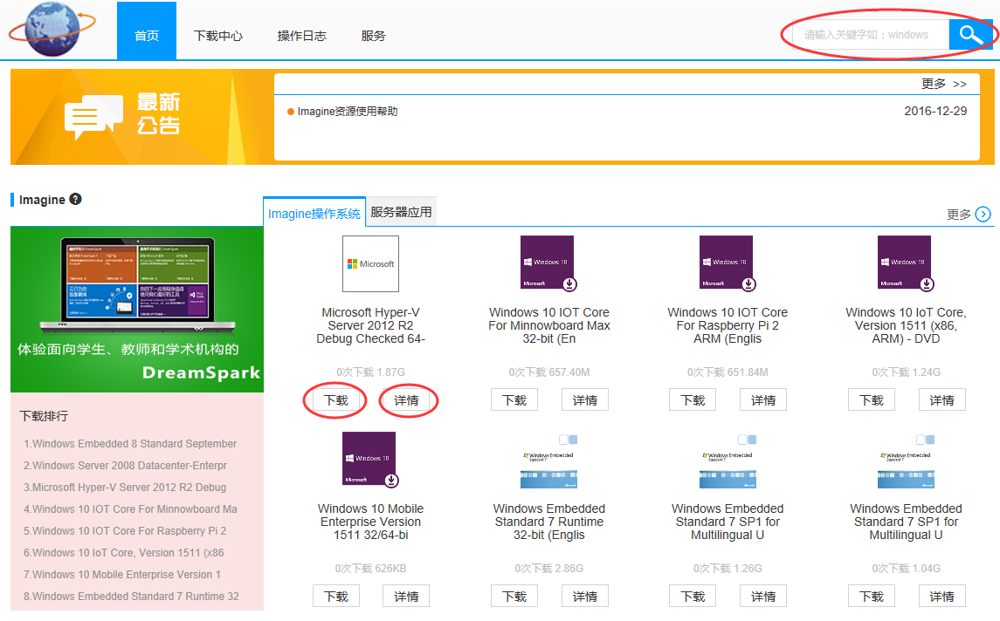 首页
下载中心
操作日志
服务
请输入关键字如：windows
最新
公告
更多 >>
Imagine资源使用帮助
2016-12-29
Imagine
Imagine操作系统
服务器应用
更多
体验面向学生、教师和学术机构的
DreamSpark
Microsoft
Windows 10
Microsoft
Windows 10
Microsoft
Windows 10
Microsoft
Microsoft Hyper-V
Server 2012 R2
Debug Checked 64-
Windows 10 IOT Core
For Minnowboard Max
32-bit (En
Windows 10 IOT Core
For Raspberry Pi 2
ARM (Englis
Windows 10 IoT Core,
Version 1511 (x86,
ARM) - DVD
0次下载 1.87G
0次下载 657.40M
0次下载 651.84M
0次下载 1.24G
下载
详情
下载
详情
下载
详情
下载
详情
下载排行
1.Windows Embedded 8 Standard September
2.Windows Server 2008 Datacenter-Enterpr
3.Microsoft Hyper-V Server 2012 R2 Debug
4.Windows 10 IOT Core For Minnowboard Ma
5.Windows 10 IOT Core For Raspberry Pi 2
6.Windows 10 IoT Core, Version 1511 (x86
7.Windows 10 Mobile Enterprise Version 1
8.Windows Embedded Standard 7 Runtime 32
Windows 10
Microsoft
Windows Embedded
Standard 7
Windows Embedded
Standard 7
Windows Embedded
Standard 7
Windows 10 Mobile
Enterprise Version
1511 32/64-bi
Windows Embedded
Standard 7 Runtime
32-bit (Englis
Windows Embedded
Standard 7 SP1 for
Multilingual U
Windows Embedded
Standard 7 SP1 for
Multilingual U
0次下载 626KB
0次下载 2.86G
0次下载 1.26G
0次下载 1.04G
下载
详情
下载
详情
下载
详情
下载
详情